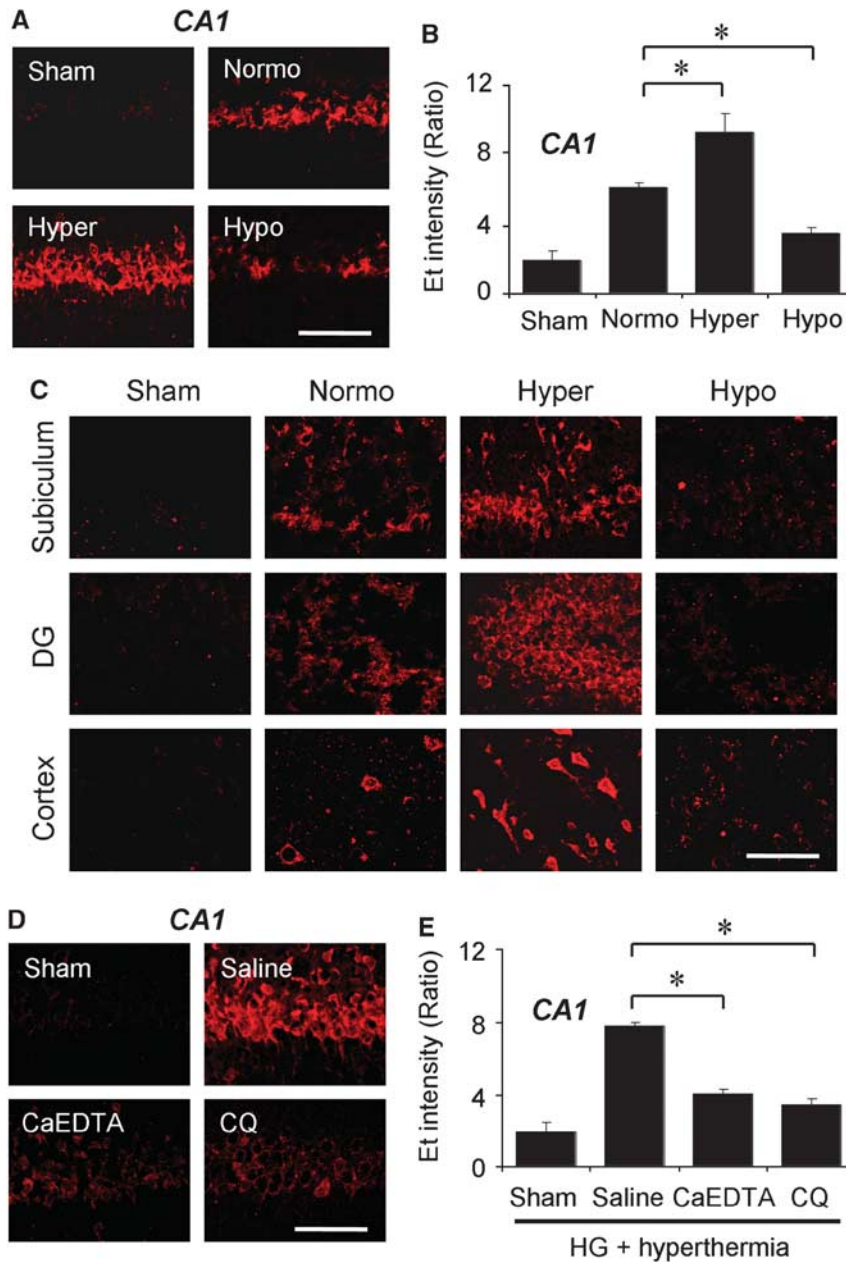 A
CA1
Sham
Normo
Hyper
Hypo
B
*
*
12
8
4
0
Et intensity (Ratio)
CA1
Sham Normo Hyper Hypo
C
Sham Normo Hyper Hypo
Subiculum
DG
Cortex
D
CA1
Sham
Saline
CaEDTA
CQ
E
*
*
12
8
4
0
Et intensity (Ratio)
CA1
Sham Saline CaEDTA CQ
HG + hyperthermia